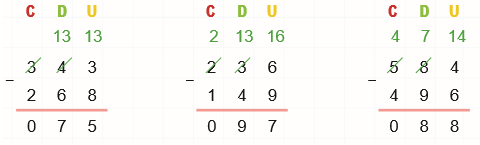 C D U
13 13
3 4 3
–
2 6 8
0 7 5
C D U
2 13 16
2 3 6
–
1 4 9
0 9 7
C D U
4 7 14
5 8 4
–
4 9 6
0 8 8